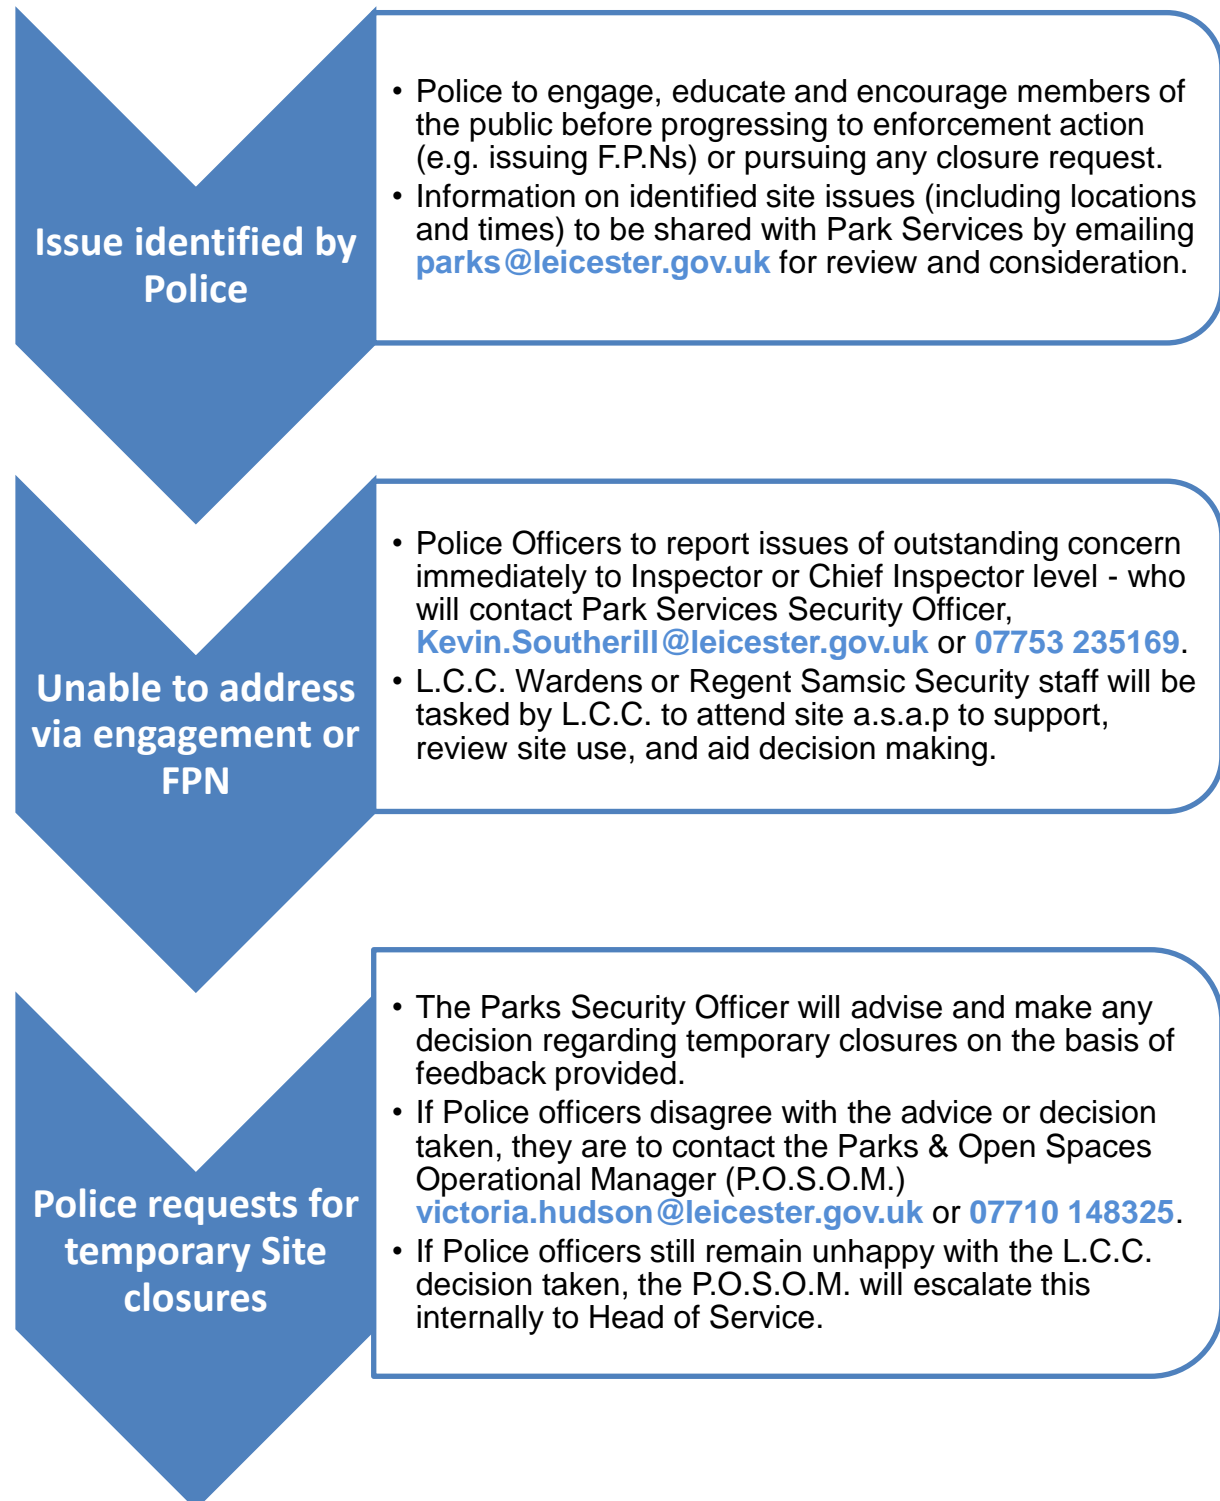 Issue identified by
Police
• Police to engage, educate and encourage members of
the public before progressing to enforcement action
(e.g. issuing F.P.Ns) or pursuing any closure request.
• Information on identified site issues (including locations
and times) to be shared with Park Services by emailing
parks@leicester.gov.uk for review and consideration.
Unable to address
via engagement or
FPN
• Police Officers to report issues of outstanding concern
immediately to Inspector or Chief Inspector level - who
will contact Park Services Security Officer,
Kevin.Southerill@leicester.gov.uk or 07753 235169.
• L.C.C. Wardens or Regent Samsic Security staff will be
tasked by L.C.C. to attend site a.s.a.p to support,
review site use, and aid decision making.
Police requests for
temporary Site
closures
• The Parks Security Officer will advise and make any
decision regarding temporary closures on the basis of
feedback provided.
• If Police officers disagree with the advice or decision
taken, they are to contact the Parks & Open Spaces
Operational Manager (P.O.S.O.M.)
victoria.hudson@leicester.gov.uk or 07710 148325.
• If Police officers still remain unhappy with the L.C.C.
decision taken, the P.O.S.O.M. will escalate this
internally to Head of Service.